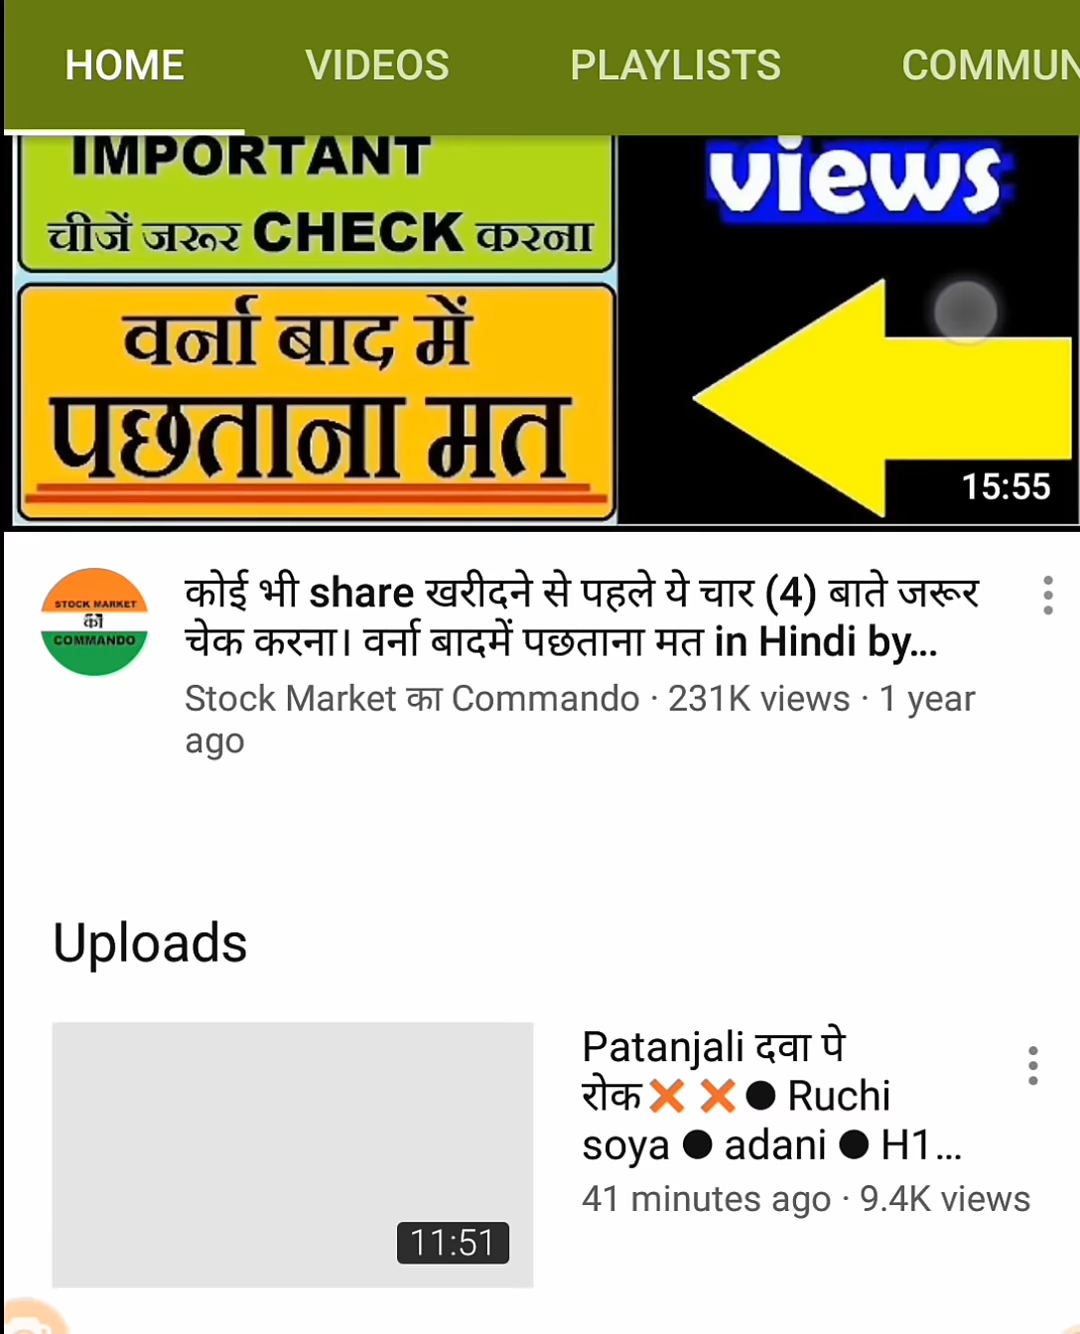 HOME VIDEOS PLAYLISTS COMMUN
IMPORTANT
चीजें जरूर CHECK करना
वर्ना बाद में
पछताना मत
views
15:55
STOCK MARKET
का
COMMANDO
कोई भी share खरीदने से पहले ये चार (4) बाते जरूर
चेक करना। वर्ना बादमें पछताना मत in Hindi by...
Stock Market का Commando · 231K views · 1 year
ago
Uploads
11:51
Patanjali दवा पे
रोक❌ ❌● Ruchi
soya ● adani ● H1...
41 minutes ago · 9.4K views